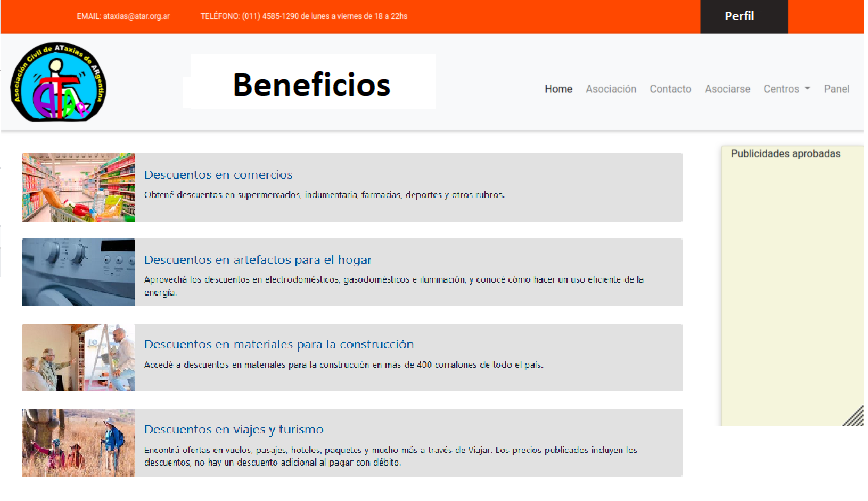 EMAIL: ataxias@atar.org.ar
TELÉFONO: (011) 4585-1290 de lunes a viernes de 18 a 22hs
Perfil
Asociación Civil de ATaxias de ARgentina
Beneficios
Home
Asociación
Contacto
Asociarse
Centros
Panel
Descuentos en comercios
Obtené descuentos en supermercados, indumentaria farmacias, deportes y otros rubros.
Publicidades aprobadas
Descuentos en artefactos para el hogar
Aprovechá los descuentos en electrodomésticos, gasodomésticos e iluminación, y conocé cómo hacer un uso eficiente de la
energía.
Descuentos en materiales para la construcción
Accedé a descuentos en materiales para la construcción en mas de 400 corralones de todo el país.
Descuentos en viajes y turismo
Encontrá ofertas en vuelos, pasajes, hoteles, paquetes y mucho más a través de Viajar. Los precios publicados incluyen los
descuentos, no hay un descuento adicional al pagar con débito.